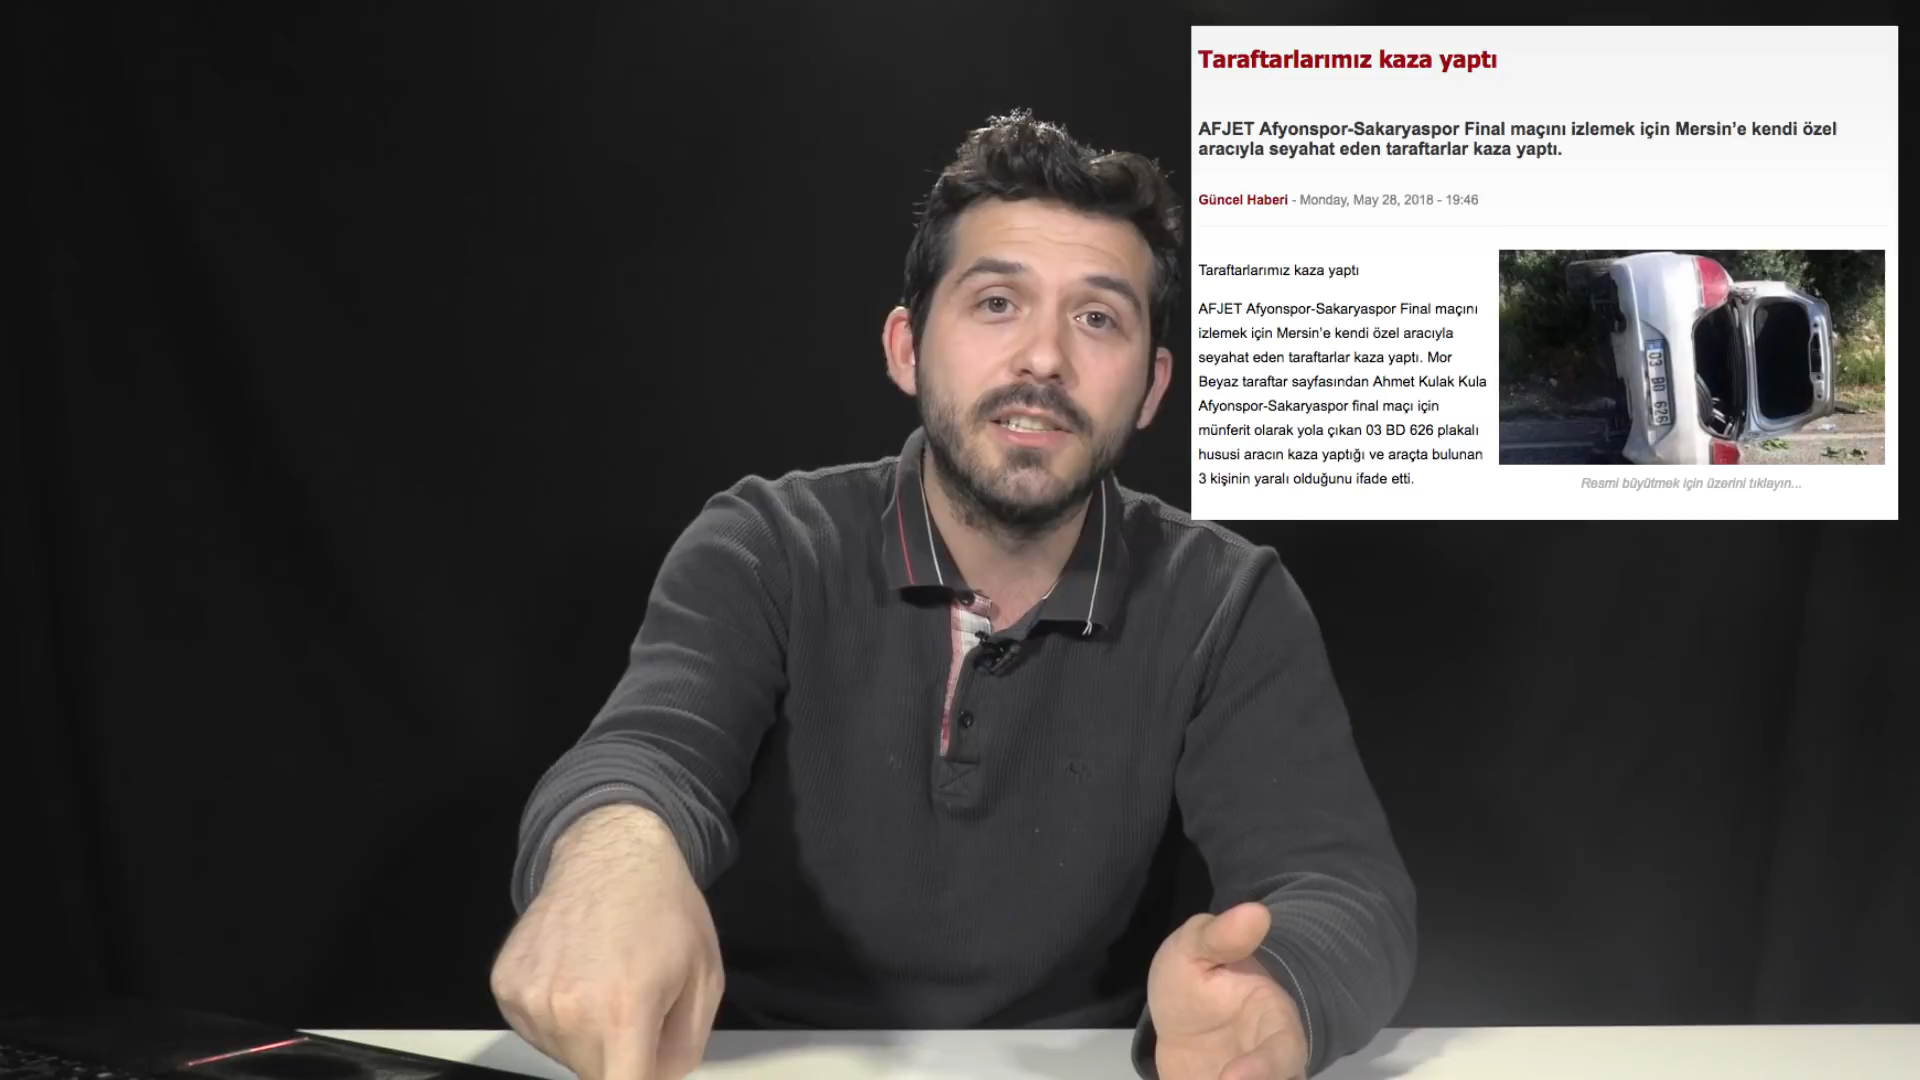 Taraftarlarımız kaza yaptı
AFJET Afyonspor-Sakaryaspor Final maçını izlemek için Mersin’e kendi özel
aracıyla seyahat eden taraftarlar kaza yaptı.
Güncel Haberi - Monday, May 28, 2018 - 19:46
Taraftarlarımız kaza yaptı
AFJET Afyonspor-Sakaryaspor Final maçını
izlemek için Mersin’e kendi özel aracıyla
seyahat eden taraftarlar kaza yaptı. Mor
Beyaz taraftar sayfasından Ahmet Kulak Kula
Afyonspor-Sakaryaspor final maçı için
münferit olarak yola çıkan 03 BD 626 plakalı
hususi aracın kaza yaptığı ve araçta bulunan
3 kişinin yaralı olduğunu ifade etti.
03 BD 626
Resmi büyütmek için üzerini tıklayın...